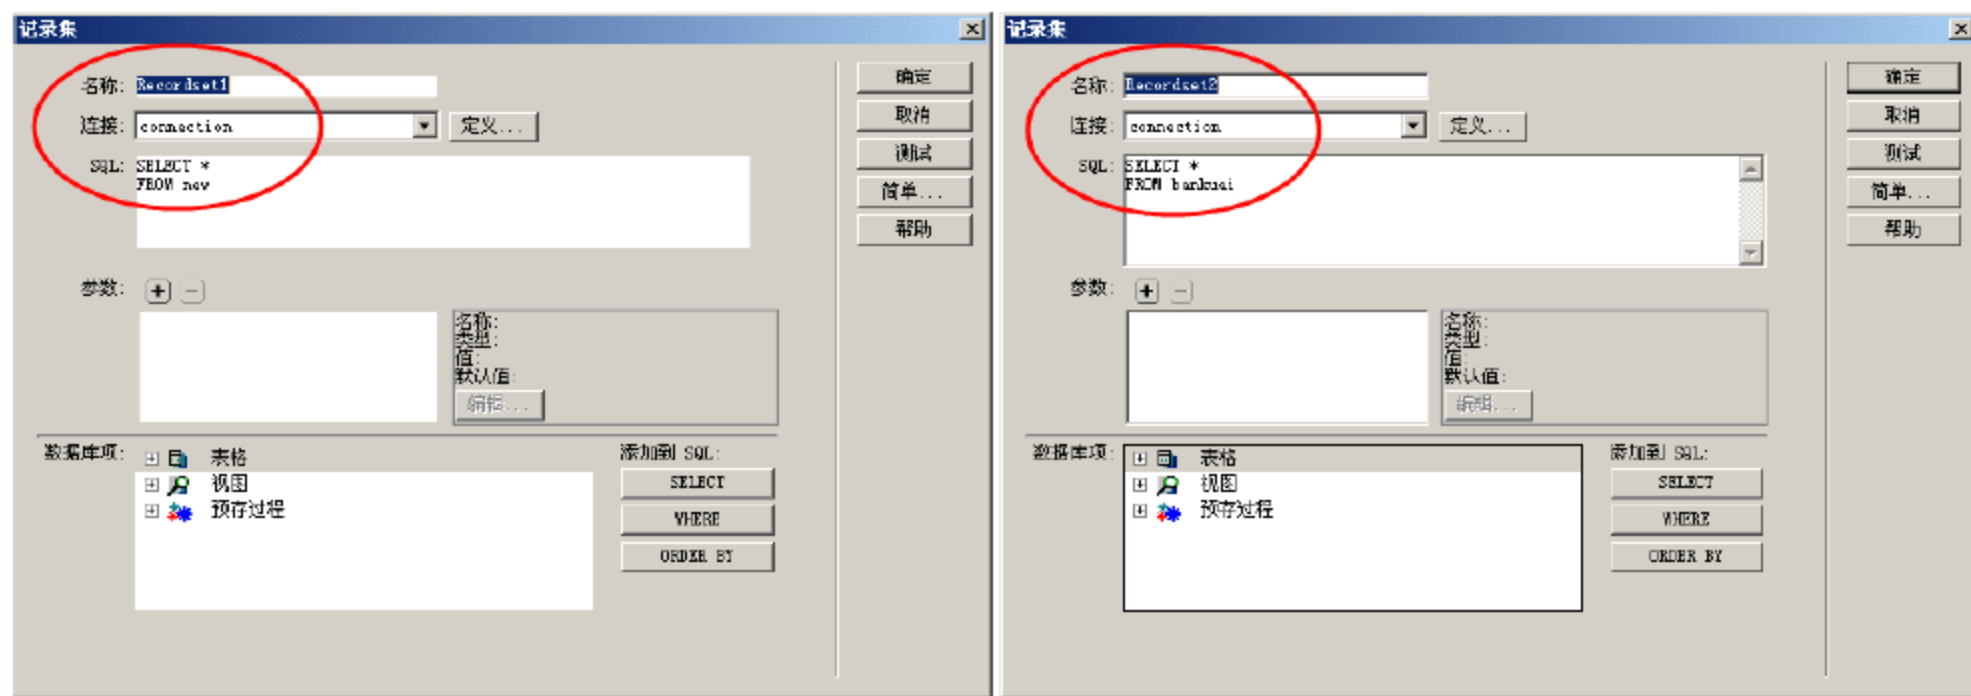 记录集
名称: Recordset1
连接: connection 定义...
SQL: SELECT *
FROM new
参数:
名称:
类型:
值:
默认值:
编辑...
数据库项: 表格
视图
预存过程
添加到 SQL:
SELECT
WHERE
ORDER BY
确定
取消
测试
简单...
帮助
记录集
名称: Recordset2
连接: connection 定义...
SQL: SELECT *
FROM bankuai
参数:
名称:
类型:
值:
默认值:
编辑...
数据库项: 表格
视图
预存过程
添加到 SQL:
SELECT
WHERE
ORDER BY
确定
取消
测试
简单...
帮助